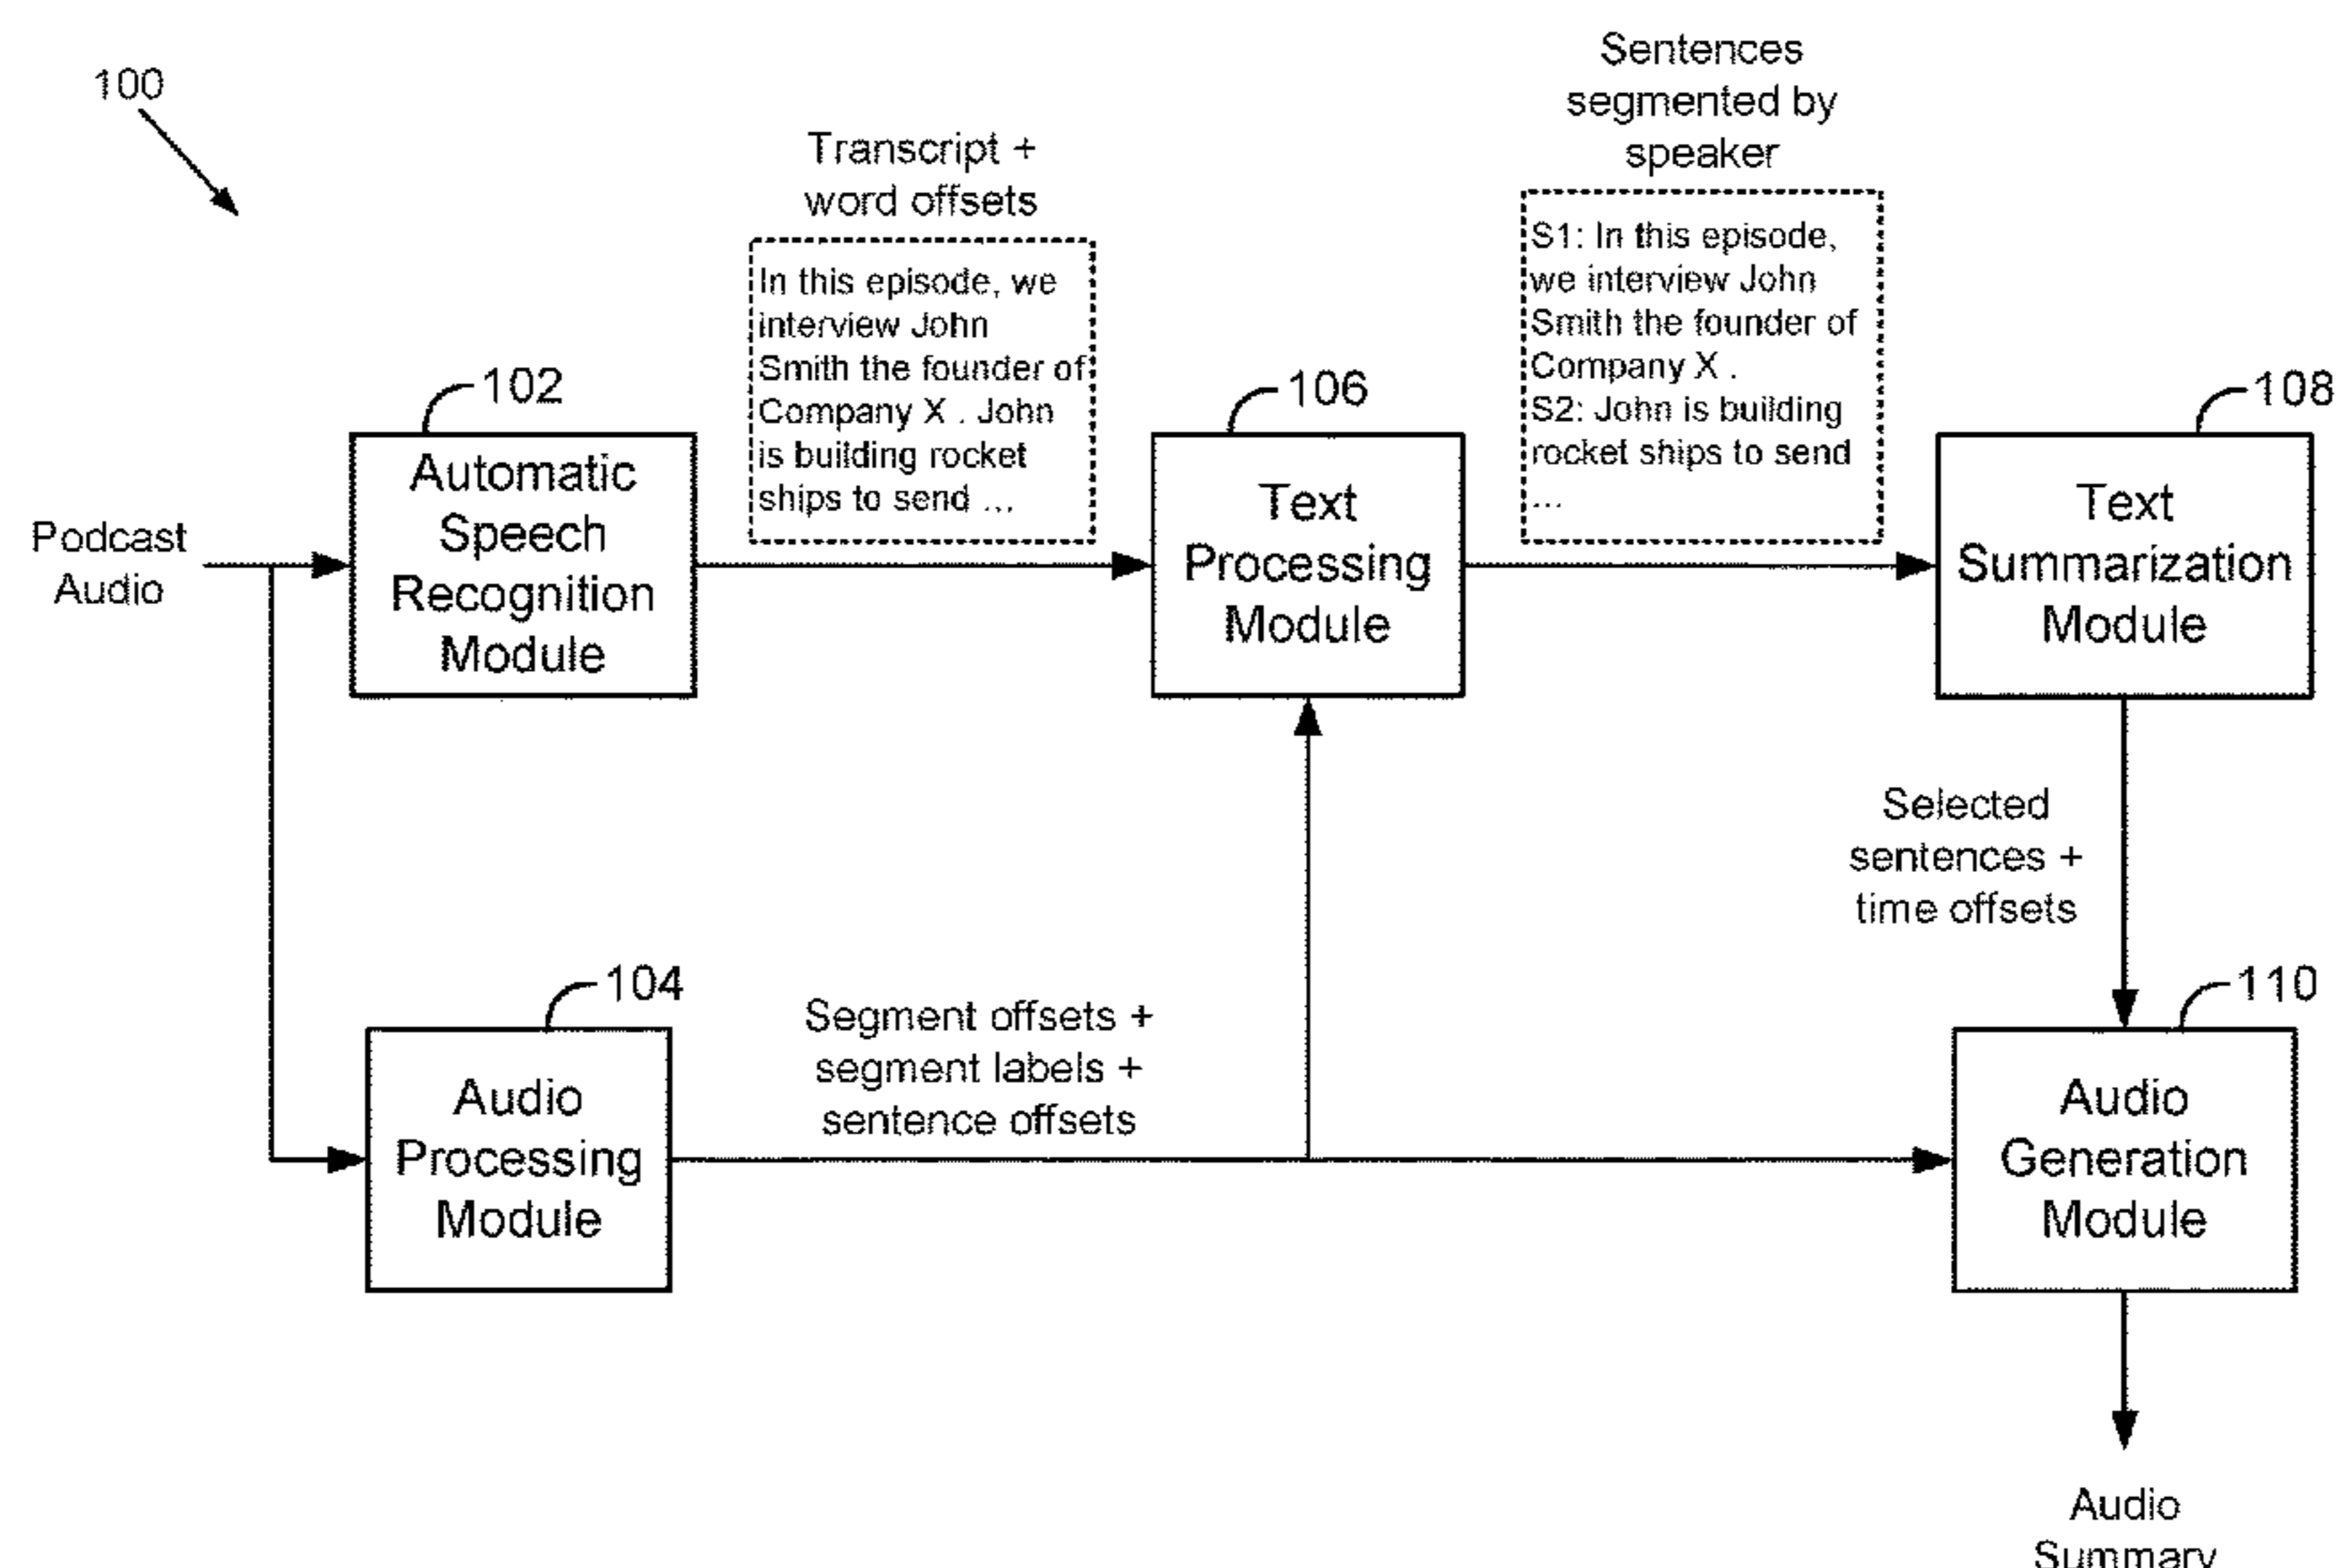 100
Sentences
segmented by
speaker
Transcript +
word offsets
In this episode, we
interview John
Smith the founder of
Company X . John
is building rocket
ships to send ...
S1: In this episode,
we interview John
Smith the founder of
Company X .
S2: John is building
rocket ships to send
...
102
106
108
Podcast
Audio
Automatic
Speech
Recognition
Module
Text
Processing
Module
Text
Summarization
Module
Selected
sentences +
time offsets
104
110
Segment offsets +
segment labels +
sentence offsets
Audio
Processing
Module
Audio
Generation
Module
Audio
Summary